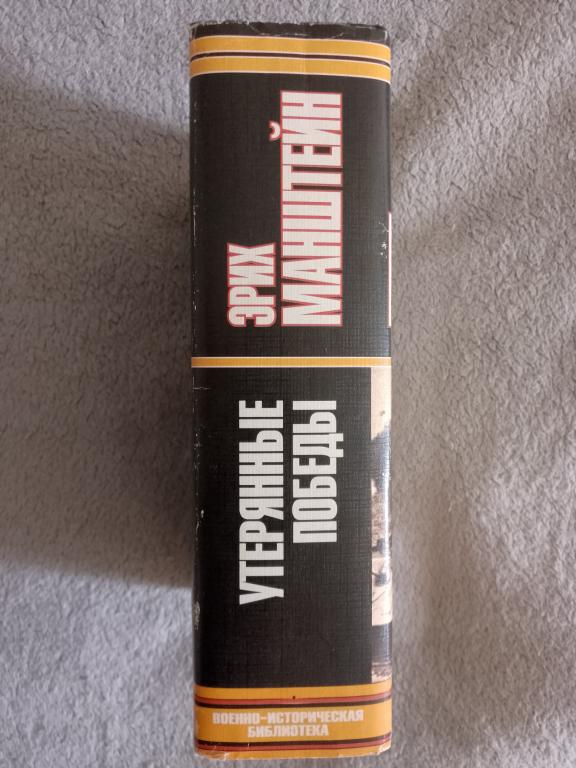 ЭРИХ
МАНШТЕЙН
УТЕРЯННЫЕ
ПОБЕДЫ
ВОЕННО-ИСТОРИЧЕСКАЯ
БИБЛИОТЕКА